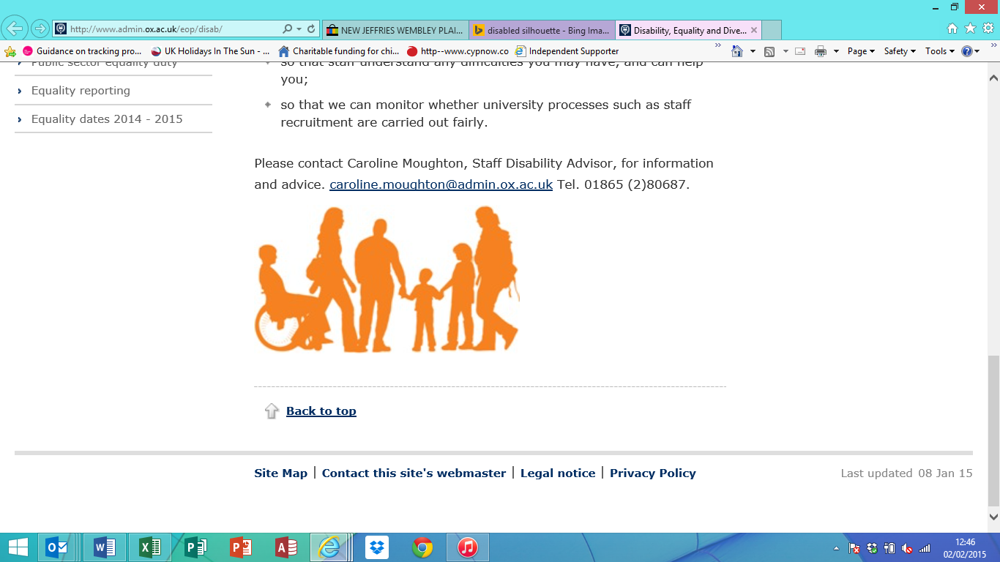 http://www.admin.ox.ac.uk/eop/disab/
NEW JEFFRIES WEMBLEY PLAI...
disabled silhouette - Bing Ima...
Disability, Equality and Dive...
Guidance on tracking pro...
UK Holidays In The Sun - ...
Charitable funding for chi...
http--www.cypnow.co
Independent Supporter
Page
Safety
Tools
Public sector equality duty
Equality reporting
Equality dates 2014 - 2015
so that staff understand any difficulties you may have, and can help
you;
so that we can monitor whether university processes such as staff
recruitment are carried out fairly.
Please contact Caroline Moughton, Staff Disability Advisor, for information
and advice. caroline.moughton@admin.ox.ac.uk Tel. 01865 (2)80687.
Back to top
Site Map | Contact this site's webmaster | Legal notice | Privacy Policy
Last updated 08 Jan 15
12:46
02/02/2015